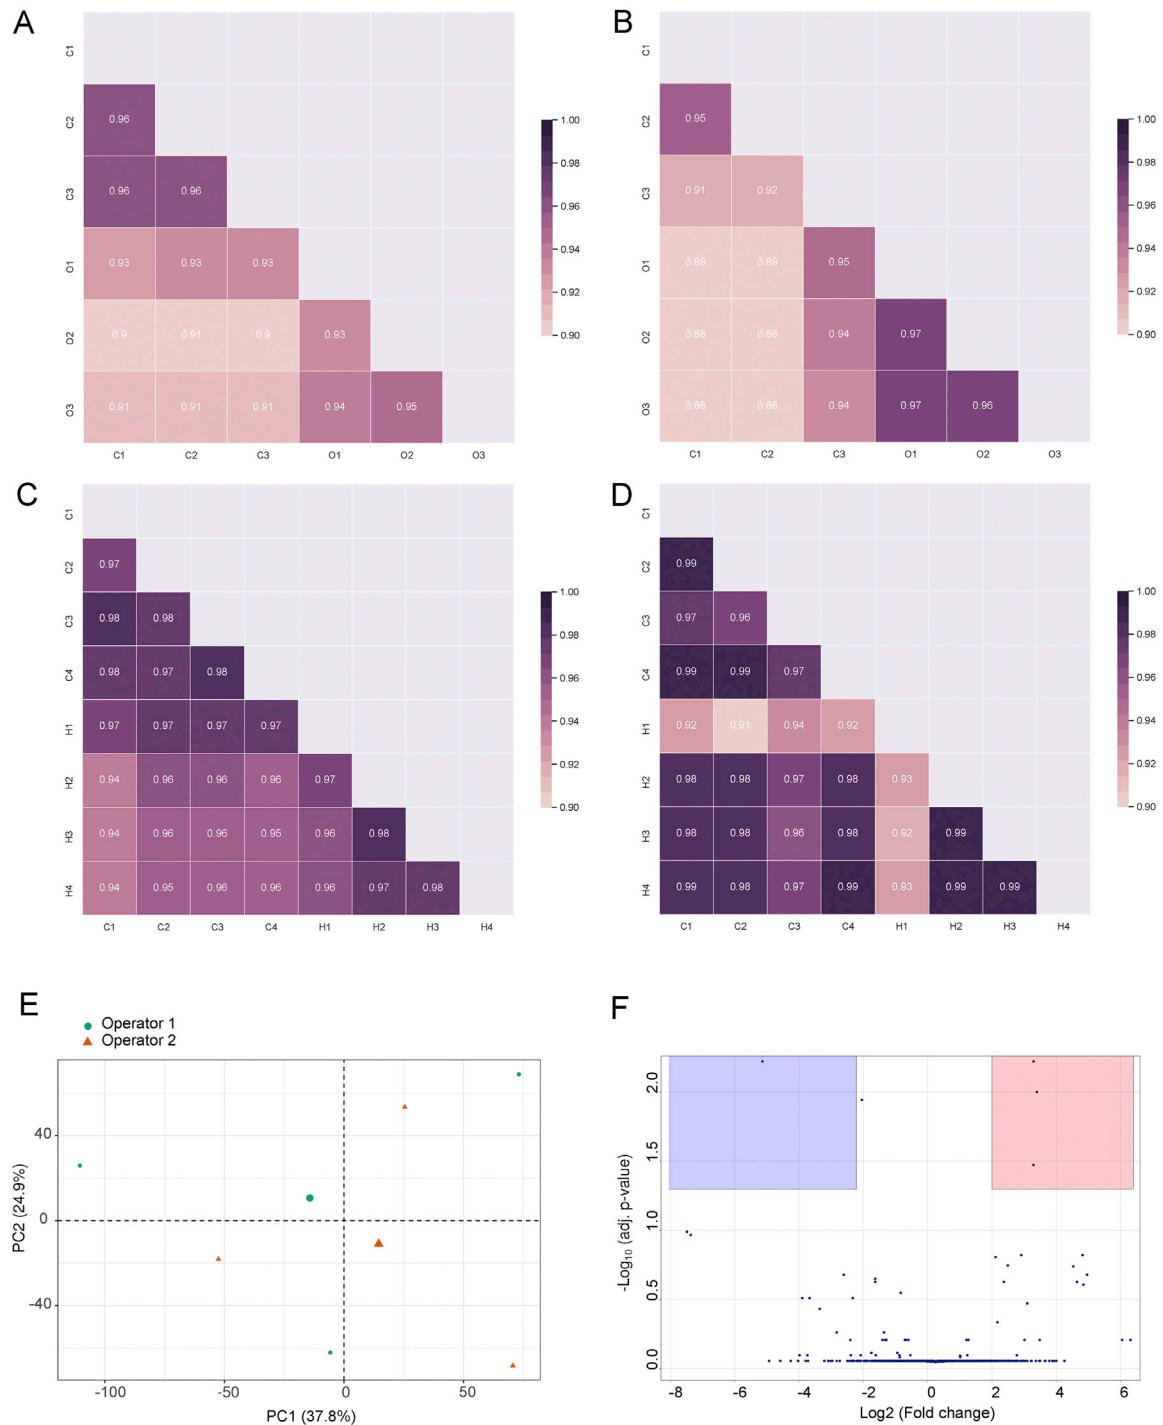 A
C1
C2
0.96
C3
0.96 0.96
O1
0.93 0.93 0.93
O2
0.9 0.91 0.9 0.93
O3
0.91 0.91 0.91 0.94 0.95
C1 C2 C3 O1 O2 O3
1.00
0.98
0.96
0.94
0.92
0.90
B
C1
C2
0.95
C3
0.91 0.92
O1
0.89 0.89 0.95
O2
0.88 0.88 0.94 0.97
O3
0.88 0.88 0.94 0.97 0.96
C1 C2 C3 O1 O2 O3
1.00
0.98
0.96
0.94
0.92
0.90
C
C1
C2
0.97
C3
0.98 0.98
C4
0.98 0.97 0.98
H1
0.97 0.97 0.97 0.97
H2
0.94 0.96 0.96 0.96 0.97
H3
0.94 0.96 0.96 0.95 0.96 0.98
H4
0.94 0.95 0.96 0.96 0.96 0.97 0.98
C1 C2 C3 C4 H1 H2 H3 H4
1.00
0.98
0.96
0.94
0.92
0.90
D
C1
C2
0.99
C3
0.97 0.96
C4
0.99 0.99 0.97
H1
0.92 0.91 0.94 0.92
H2
0.98 0.98 0.97 0.98 0.93
H3
0.98 0.98 0.96 0.98 0.92 0.99
H4
0.99 0.98 0.97 0.99 0.93 0.99 0.99
C1 C2 C3 C4 H1 H2 H3 H4
1.00
0.98
0.96
0.94
0.92
0.90
E
Operator 1
Operator 2
PC2 (24.9%)
40
0
-40
-100 -50 0 50
PC1 (37.8%)
F
-Log10 (adj. p-value)
2.0
1.5
1.0
0.5
0.0
-8 -6 -4 -2 0 2 4 6
Log2 (Fold change)